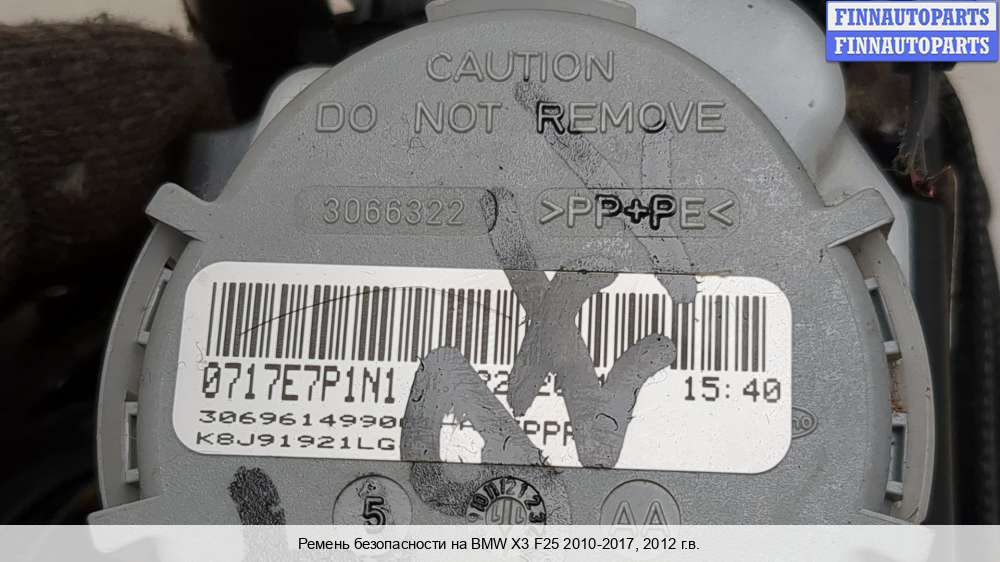 FINNAUTOPARTS
FINNAUTOPARTS
CAUTION
DO NOT REMOVE
3066322 >PP+PE<
0717E7P1N1 15:40
306961499
K8J91921LG
5 AA
Ремень безопасности на BMW X3 F25 2010-2017, 2012 г.в.